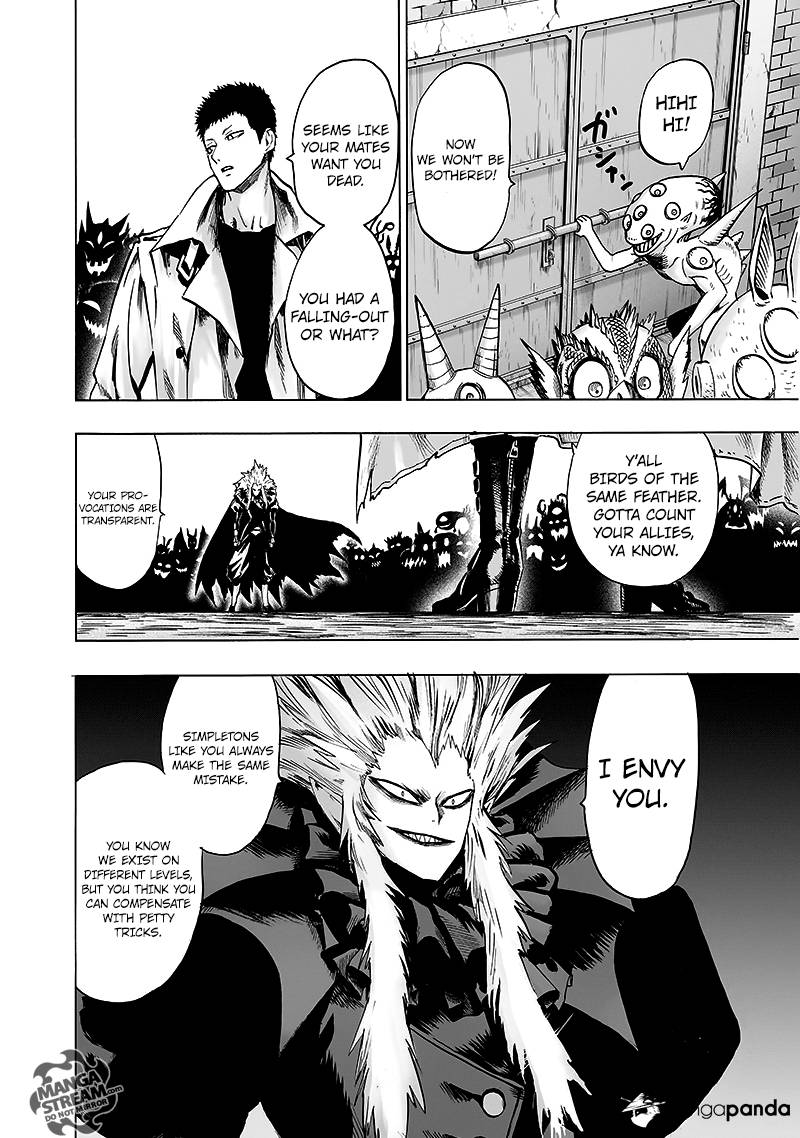 HIHI
HI!
NOW
WE WON'T BE
BOTHERED!
ガシャン
SEEMS LIKE
YOUR MATES
WANT YOU
DEAD.
YOU HAD A
FALLING-OUT
OR WHAT?
Y'ALL
BIRDS OF THE
SAME FEATHER.
GOTTA COUNT
YOUR ALLIES,
YA KNOW.
YOUR PRO-
VOCATIONS ARE
TRANSPARENT.
I ENVY
YOU.
SIMPLETONS
LIKE YOU ALWAYS
MAKE THE SAME
MISTAKE.
YOU KNOW
WE EXIST ON
DIFFERENT LEVELS,
BUT YOU THINK YOU
CAN COMPENSATE
WITH PETTY
TRICKS.
MANGA
STREAM.COM
DO NOT MIRROR
mangapanda